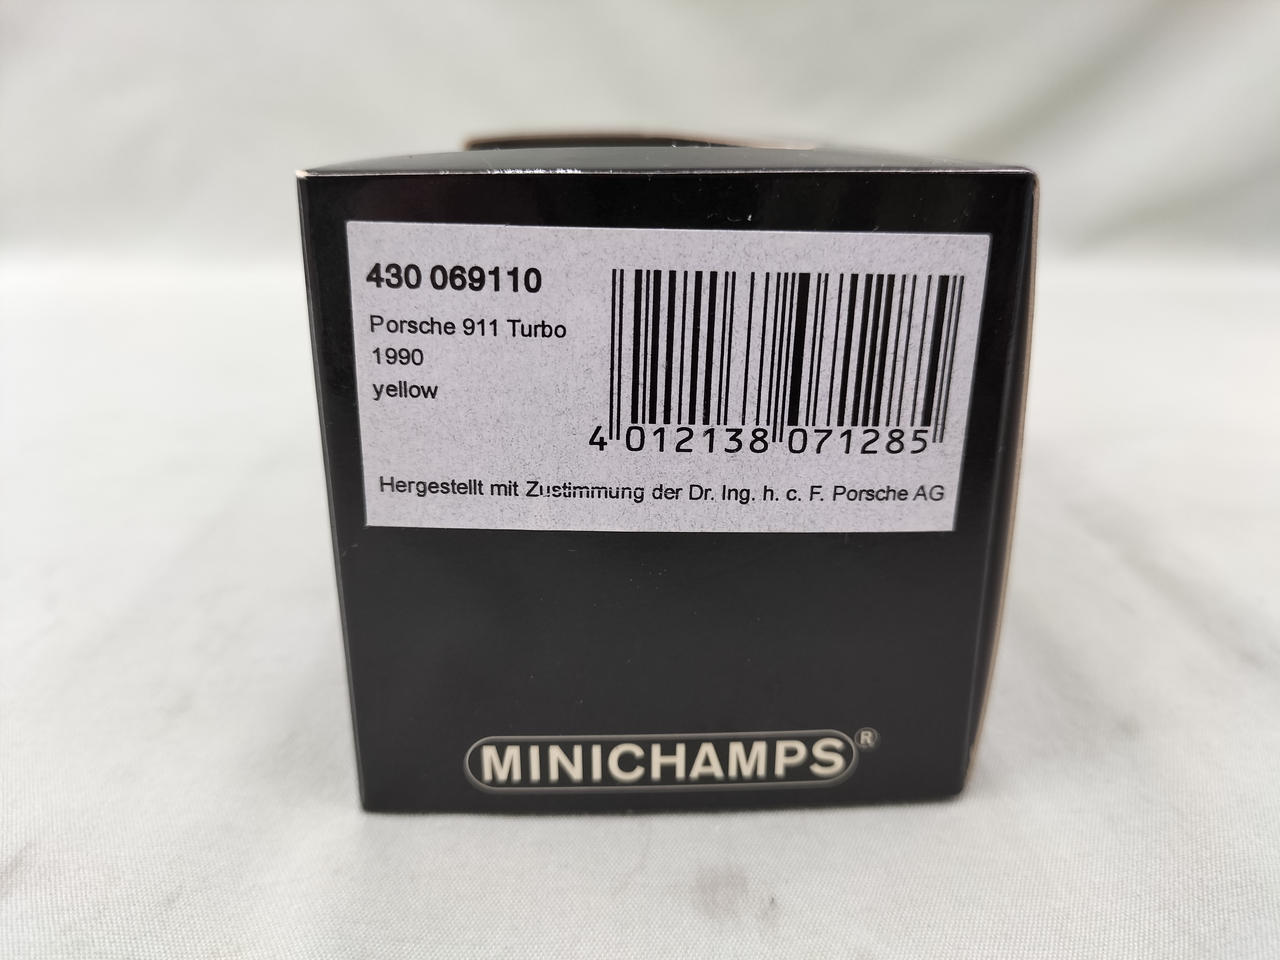 430 069110
Porsche 911 Turbo
1990
yellow
4 012138 071285
Hergestellt mit Zustimmung der Dr. Ing. h. c. F. Porsche AG
MINICHAMPS®